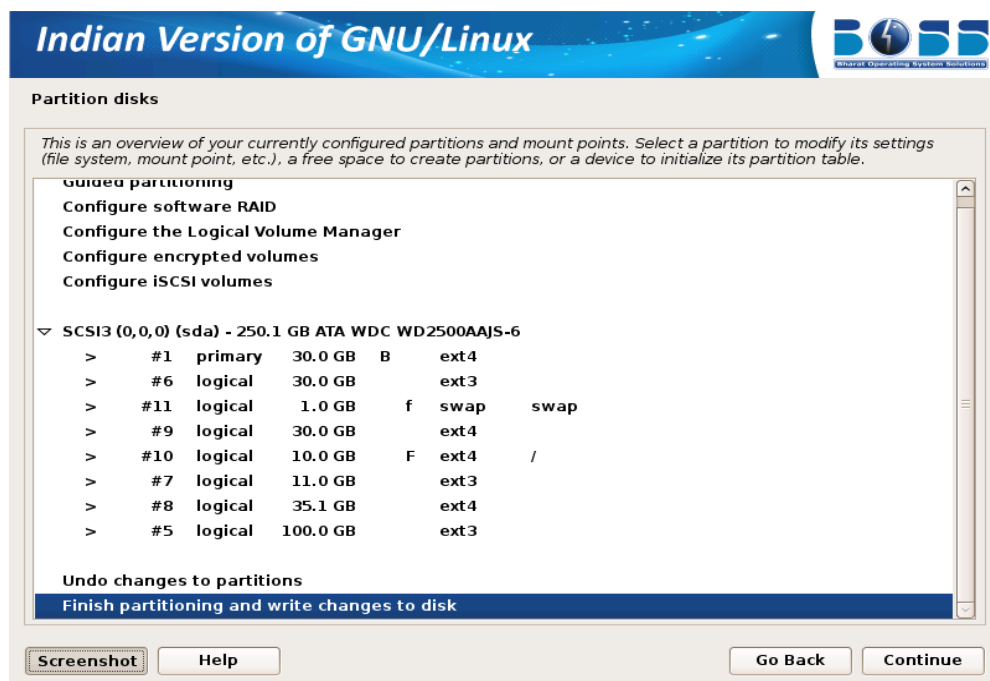 Indian Version of GNU/Linux
BOSS
Bharat Operating System Solutions
Partition disks
This is an overview of your currently configured partitions and mount points. Select a partition to modify its settings
(file system, mount point, etc.), a free space to create partitions, or a device to initialize its partition table.
Guided partitioning
Configure software RAID
Configure the Logical Volume Manager
Configure encrypted volumes
Configure iSCSI volumes
SCSI3 (0,0,0) (sda) - 250.1 GB ATA WDC WD2500AAJS-6
> #1 primary 30.0 GB B ext4
> #6 logical 30.0 GB ext3
> #11 logical 1.0 GB f swap swap
> #9 logical 30.0 GB ext4
> #10 logical 10.0 GB F ext4 /
> #7 logical 11.0 GB ext3
> #8 logical 35.1 GB ext4
> #5 logical 100.0 GB ext3
Undo changes to partitions
Finish partitioning and write changes to disk
Screenshot Help Go Back Continue